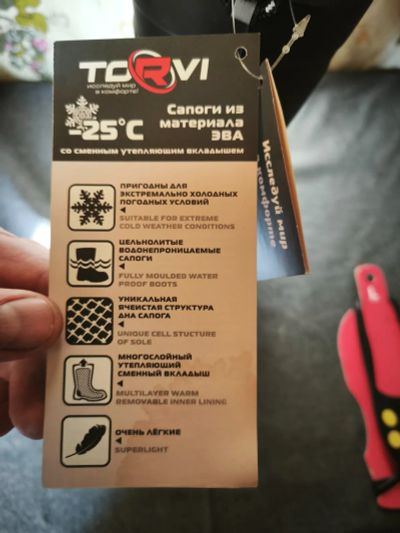 TORVI
исследуй мир
в комфорте!
-25°C
Сапоги из
материала
ЭВА
со сменным утепляющим вкладышем
ПРИГОДНЫ ДЛЯ
ЭКСТРЕМАЛЬНО ХОЛОДНЫХ
ПОГОДНЫХ УСЛОВИЙ
SUITABLE FOR EXTREME
COLD WEATHER CONDITIONS
ЦЕЛЬНОЛИТЫЕ
ВОДОНЕПРОНИЦАЕМЫЕ
САПОГИ
FULLY MOULDED WATER
PROOF BOOTS
УНИКАЛЬНАЯ
ЯЧЕИСТАЯ СТРУКТУРА
ДНА САПОГА
UNIQUE CELL STUCTURE
OF SOLE
МНОГОСЛОЙНЫЙ
УТЕПЛЯЮЩИЙ
СМЕННЫЙ ВКЛАДЫШ
MULTILAYER WARM
REMOVABLE INNER LINING
ОЧЕНЬ ЛЁГКИЕ
SUPERLIGHT
Исследуй мир
в комфорте